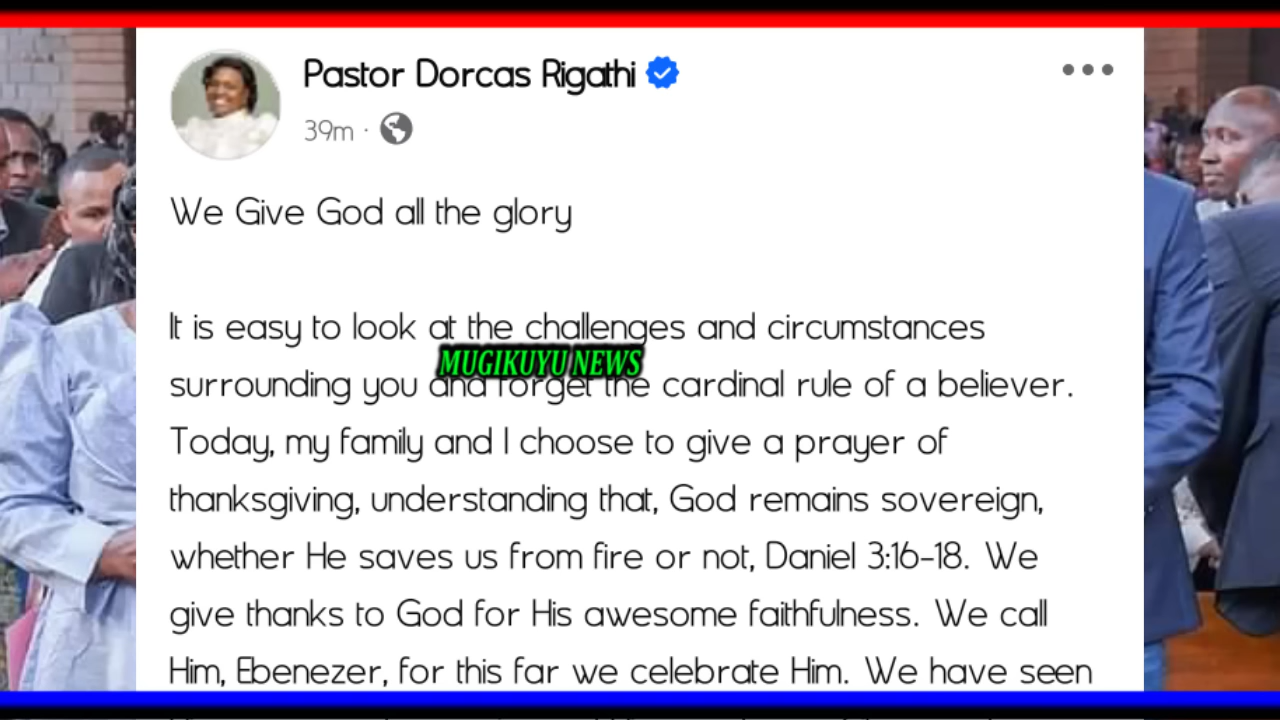 Pastor Dorcas Rigathi
39m ·
We Give God all the glory
It is easy to look at the challenges and circumstances
MUGIKUYU NEWS
surrounding you and forget the cardinal rule of a believer.
Today, my family and I choose to give a prayer of
thanksgiving, understanding that, God remains sovereign,
whether He saves us from fire or not, Daniel 3:16-18. We
give thanks to God for His awesome faithfulness. We call
Him, Ebenezer, for this far we celebrate Him. We have seen